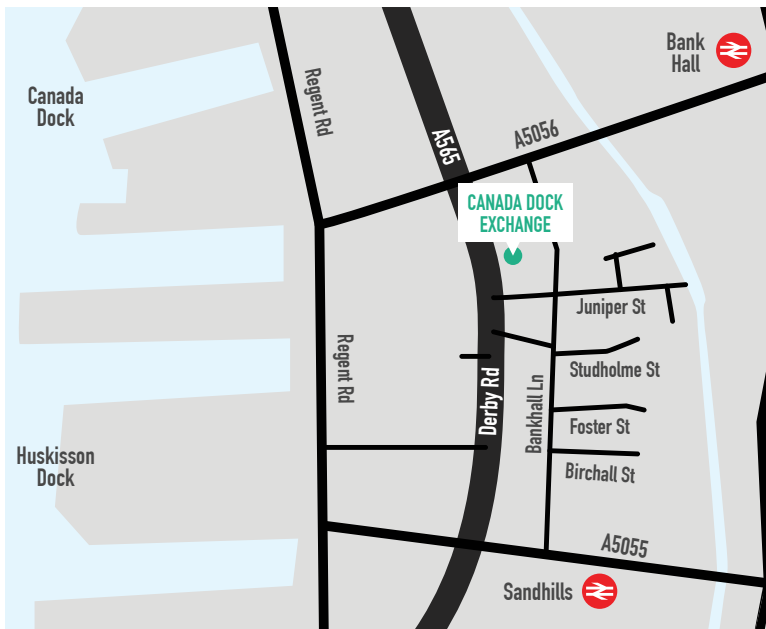 Bank
Hall
Canada
Dock
Regent Rd
A565
A5056
CANADA DOCK
EXCHANGE
Juniper St
Regent Rd
Studholme St
Derby Rd
Bankhall Ln
Foster St
Huskisson
Dock
Birchall St
A5055
Sandhills